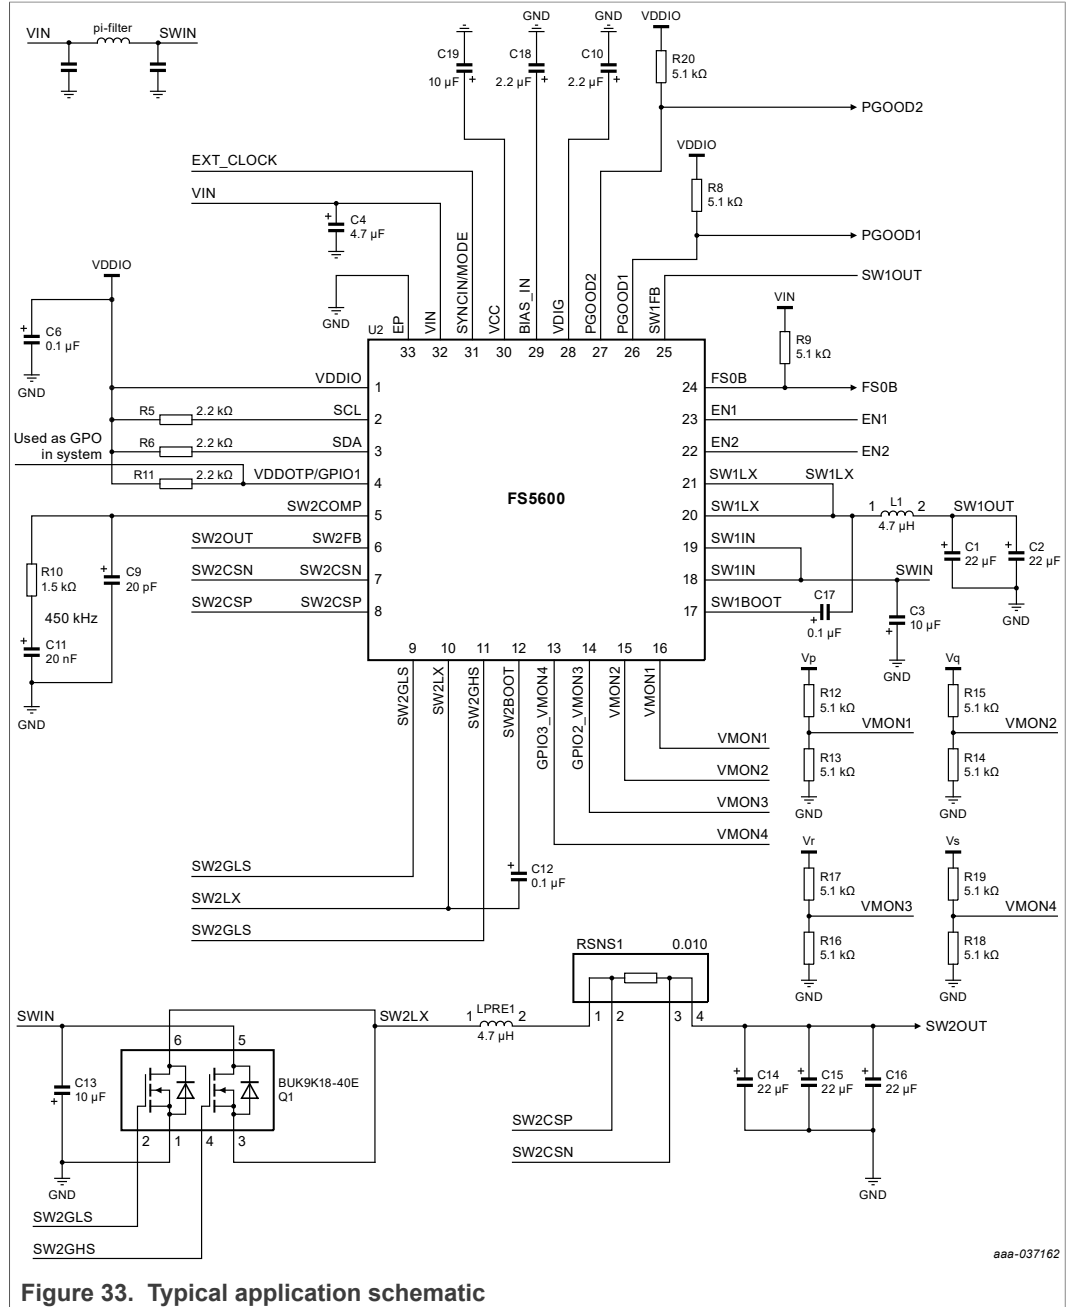 VIN
pi-filter
SWIN
GND
GND
VDDIO
C19
10 µF
+
C18
2.2 µF
+
C10
2.2 µF
+
R20
5.1 kΩ
PGOOD2
VDDIO
EXT_CLOCK
R8
5.1 kΩ
VIN
+
C4
4.7 µF
PGOOD1
VDDIO
SW1OUT
GND
+
C6
0.1 µF
GND
VIN
R9
5.1 kΩ
U2
EP
VIN
SYNCIN/MODE
VCC
BIAS_IN
VDIG
PGOOD2
PGOOD1
SW1FB
33
32
31
30
29
28
27
26
25
VDDIO
1
24
FS0B
FS0B
R5
2.2 kΩ
SCL
2
23
EN1
EN1
Used as GPO
in system
R6
2.2 kΩ
SDA
3
22
EN2
EN2
R11
2.2 kΩ
VDDOTP/GPIO1
4
21
SW1LX
SW1LX
FS5600
SW2COMP
5
20
SW1LX
1
L1
2
4.7 µH
SW1OUT
SW2OUT
SW2FB
6
19
SW1IN
+
C1
22 µF
+
C2
22 µF
GND
R10
1.5 kΩ
+
C9
20 pF
SW2CSN
SW2CSN
7
18
SW1IN
SWIN
450 kHz
SW2CSP
SW2CSP
8
17
SW1BOOT
C17
+
0.1 µF
C3
+
10 µF
GND
+
C11
20 nF
GND
9
10
11
12
13
14
15
16
SW2GLS
SW2LX
SW2GHS
SW2BOOT
GPIO3_VMON4
GPIO2_VMON3
VMON2
VMON1
Vp
R12
5.1 kΩ
VMON1
R13
5.1 kΩ
GND
Vq
R15
5.1 kΩ
VMON2
R14
5.1 kΩ
GND
VMON1
VMON2
VMON3
VMON4
Vr
R17
5.1 kΩ
VMON3
R16
5.1 kΩ
GND
Vs
R19
5.1 kΩ
VMON4
R18
5.1 kΩ
GND
SW2GLS
+
C12
0.1 µF
SW2LX
SW2GLS
RSNS1
0.010
1
2
3
4
SWIN
SW2LX
1
LPRE1
2
4.7 µH
SW2OUT
6
5
C13
+
10 µF
BUK9K18-40E
Q1
2
1
4
3
GND
+
C14
22 µF
+
C15
22 µF
+
C16
22 µF
GND
SW2CSP
SW2CSN
SW2GLS
SW2GHS
aaa-037162
Figure 33. Typical application schematic